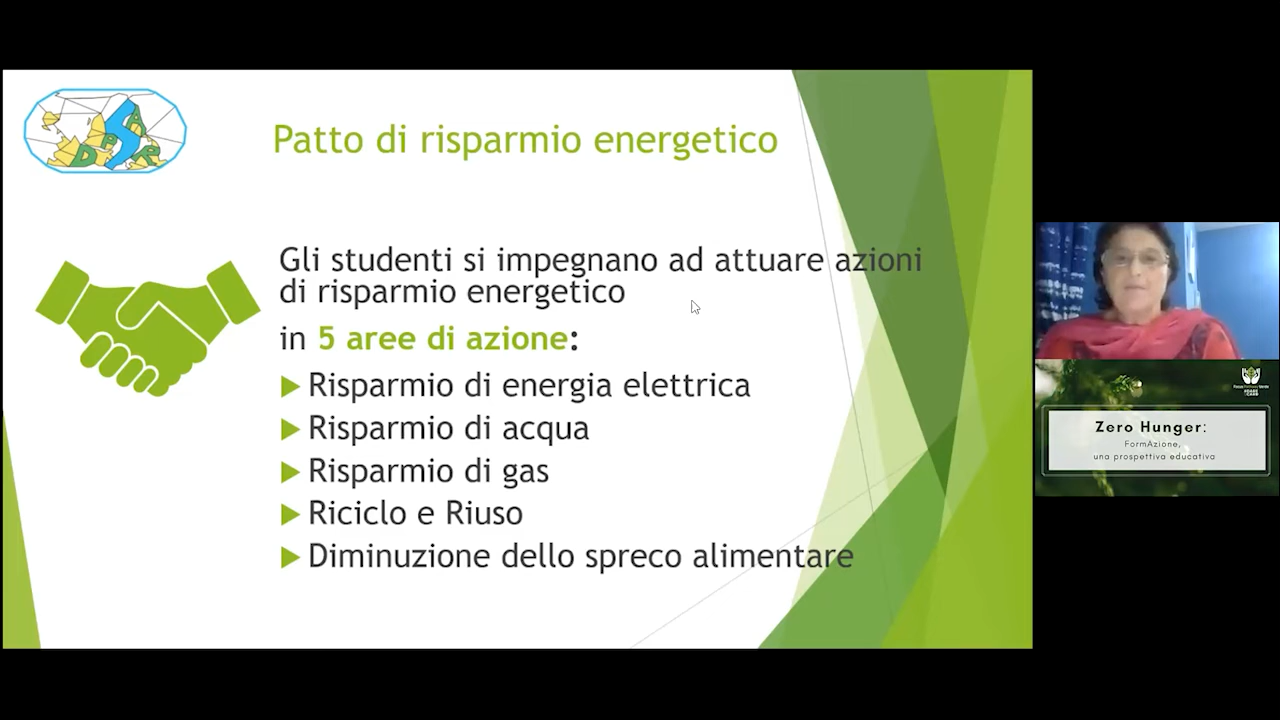 Patto di risparmio energetico
Gli studenti si impegnano ad attuare azioni
di risparmio energetico
in 5 aree di azione:
Risparmio di energia elettrica
Risparmio di acqua
Risparmio di gas
Riciclo e Riuso
Diminuzione dello spreco alimentare
Zero Hunger:
FormAzione,
una prospettiva educativa